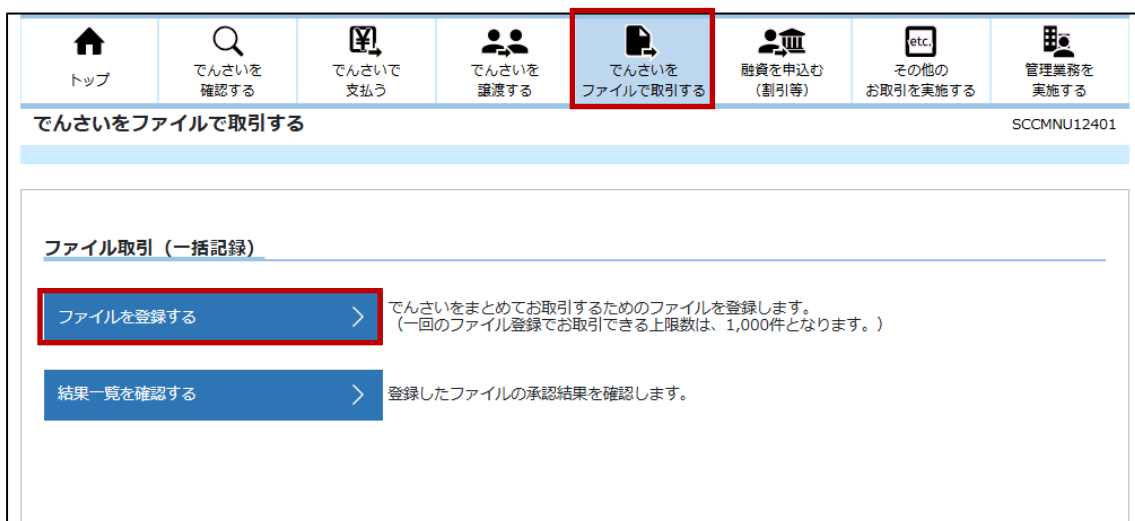 トップ
でんさいを
確認する
でんさいで
支払う
でんさいを
譲渡する
でんさいを
ファイルで取引する
融資を申込む
(割引等)
etc.
その他の
お取引を実施する
管理業務を
実施する
でんさいをファイルで取引する
SCCMNU12401
ファイル取引(一括記録)
ファイルを登録する
でんさいをまとめてお取引するためのファイルを登録します。
(一回のファイル登録でお取引できる上限数は、1,000件となります。)
結果一覧を確認する
登録したファイルの承認結果を確認します。